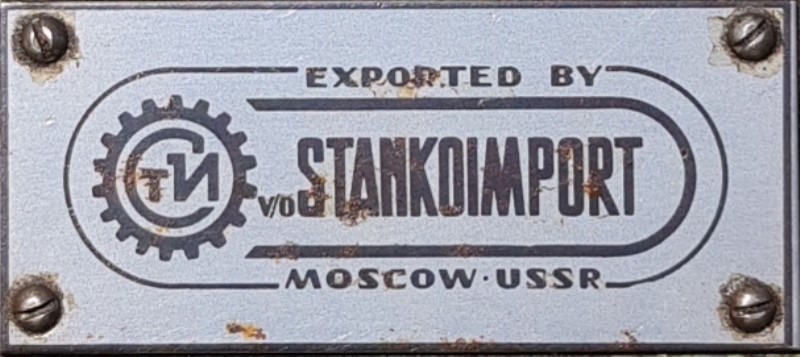 EXPORTED BY
СТИ
V/O STANKOIMPORT
MOSCOW·USSR